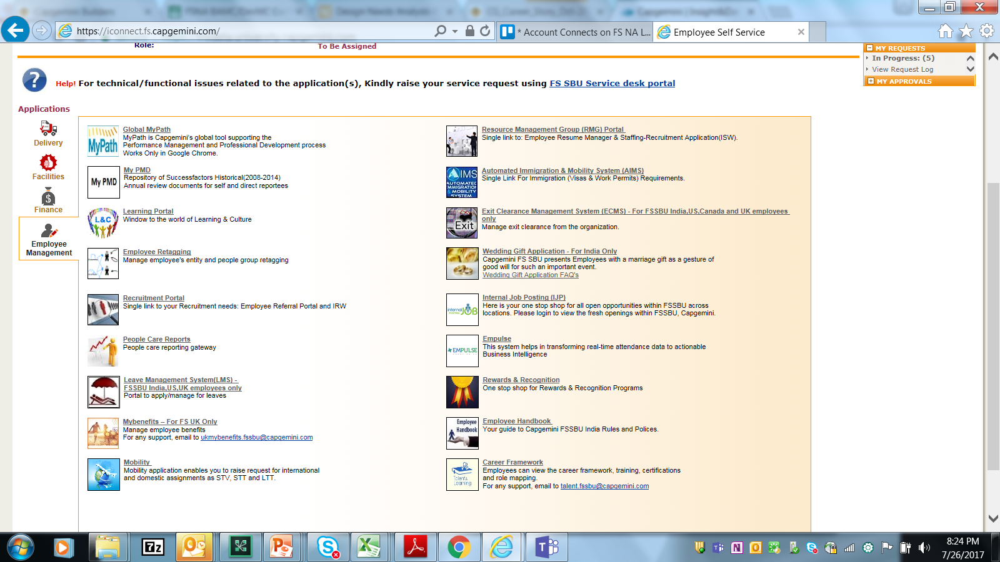 https://iconnect.fs.capgemini.com/
* Account Connects on FS NA L...
Employee Self Service
Role:
To Be Assigned
MY REQUESTS
In Progress: (5)
View Request Log
MY APPROVALS
Help! For technical/functional issues related to the application(s), Kindly raise your service request using FS SBU Service desk portal
Applications
Delivery
Facilities
Finance
Employee
Management
MyPath
Global MyPath
MyPath is Capgemini's global tool supporting the
Performance Management and Professional Development process
Works Only in Google Chrome.
My PMD
My PMD
Repository of Successfactors Historical(2008-2014)
Annual review documents for self and direct reportees
L&C
Learning Portal
Window to the world of Learning & Culture
Employee Retagging
Manage employee's entity and people group retagging
Recruitment Portal
Single link to your Recruitment needs: Employee Referral Portal and IRW
People Care Reports
People care reporting gateway
Leave Management System(LMS) -
FSSBU India,US,UK employees only
Portal to apply/manage for leaves
Mybenefits – For FS UK Only
Manage employee benefits
For any support, email to ukmybenefits.fssbu@capgemini.com
Mobility
Mobility application enables you to raise request for international
and domestic assignments as STV, STT and LTT.
Resource Management Group (RMG) Portal
Single link to: Employee Resume Manager & Staffing-Recruitment Application(ISW).
AIMS
AUTOMATED
IMMIGRATION
& MOBILITY
SYSTEM
Automated Immigration & Mobility System (AIMS)
Single Link For Immigration (Visas & Work Permits) Requirements.
Exit
Exit Clearance Management System (ECMS) - For FSSBU India,US,Canada and UK employees
only
Manage exit clearance from the organization.
Wedding Gift Application - For India Only
Capgemini FS SBU presents Employees with a marriage gift as a gesture of
good will for such an important event.
Wedding Gift Application FAQ's
internal JOB
Internal Job Posting (IJP)
Here is your one stop shop for all open opportunities within FSSBU across
locations. Please login to view the fresh openings within FSSBU, Capgemini.
EMPULSE
Empulse
This system helps in transforming real-time attendance data to actionable
Business Intelligence
Rewards & Recognition
One stop shop for Rewards & Recognition Programs
Employee
Handbook
Employee Handbook
Your guide to Capgemini FSSBU India Rules and Polices.
Talent &
Learning
Career Framework
Employees can view the career framework, training, certifications
and role mapping.
For any support, email to talent.fssbu@capgemini.com
7z
8:24 PM
7/26/2017